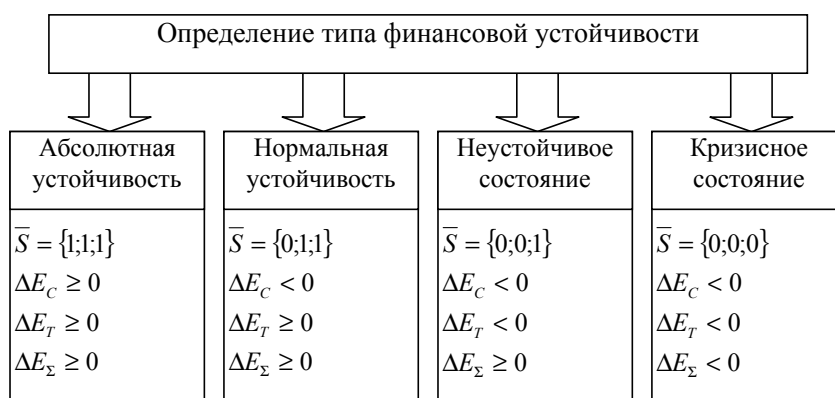 Определение типа финансовой устойчивости
Абсолютная
устойчивость
S̅ = {1;1;1}
ΔE_C ≥ 0
ΔE_T ≥ 0
ΔE_Σ ≥ 0
Нормальная
устойчивость
S̅ = {0;1;1}
ΔE_C < 0
ΔE_T ≥ 0
ΔE_Σ ≥ 0
Неустойчивое
состояние
S̅ = {0;0;1}
ΔE_C < 0
ΔE_T < 0
ΔE_Σ ≥ 0
Кризисное
состояние
S̅ = {0;0;0}
ΔE_C < 0
ΔE_T < 0
ΔE_Σ < 0